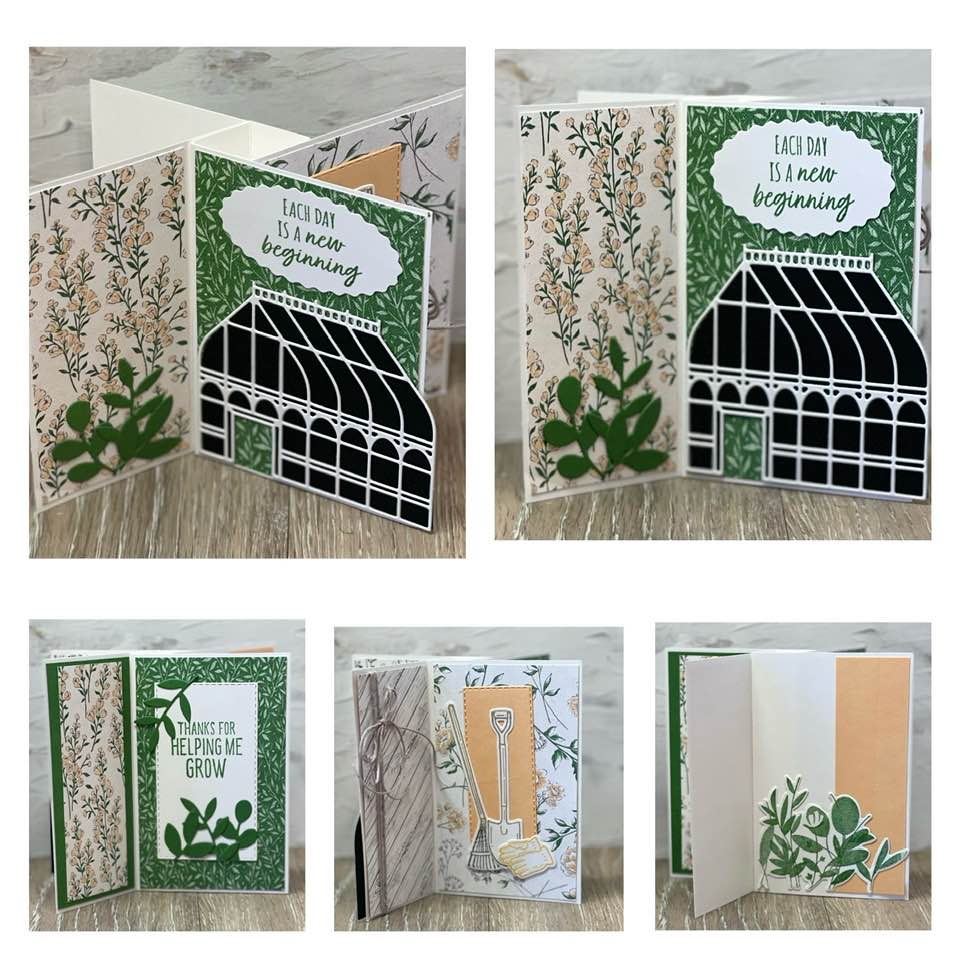 EACH DAY
IS A new
beginning
EACH DAY
IS A new
beginning
THANKS FOR
HELPING ME
GROW